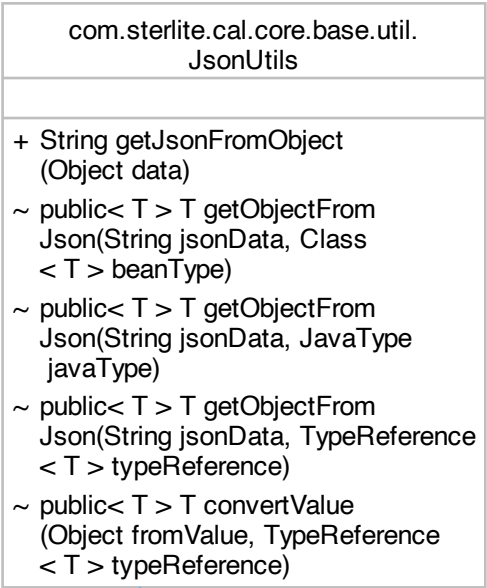 com.sterlite.cal.core.base.util.
JsonUtils
+ String getJsonFromObject
(Object data)
~ public< T > T getObjectFrom
Json(String jsonData, Class
< T > beanType)
~ public< T > T getObjectFrom
Json(String jsonData, JavaType
javaType)
~ public< T > T getObjectFrom
Json(String jsonData, TypeReference
< T > typeReference)
~ public< T > T convertValue
(Object fromValue, TypeReference
< T > typeReference)